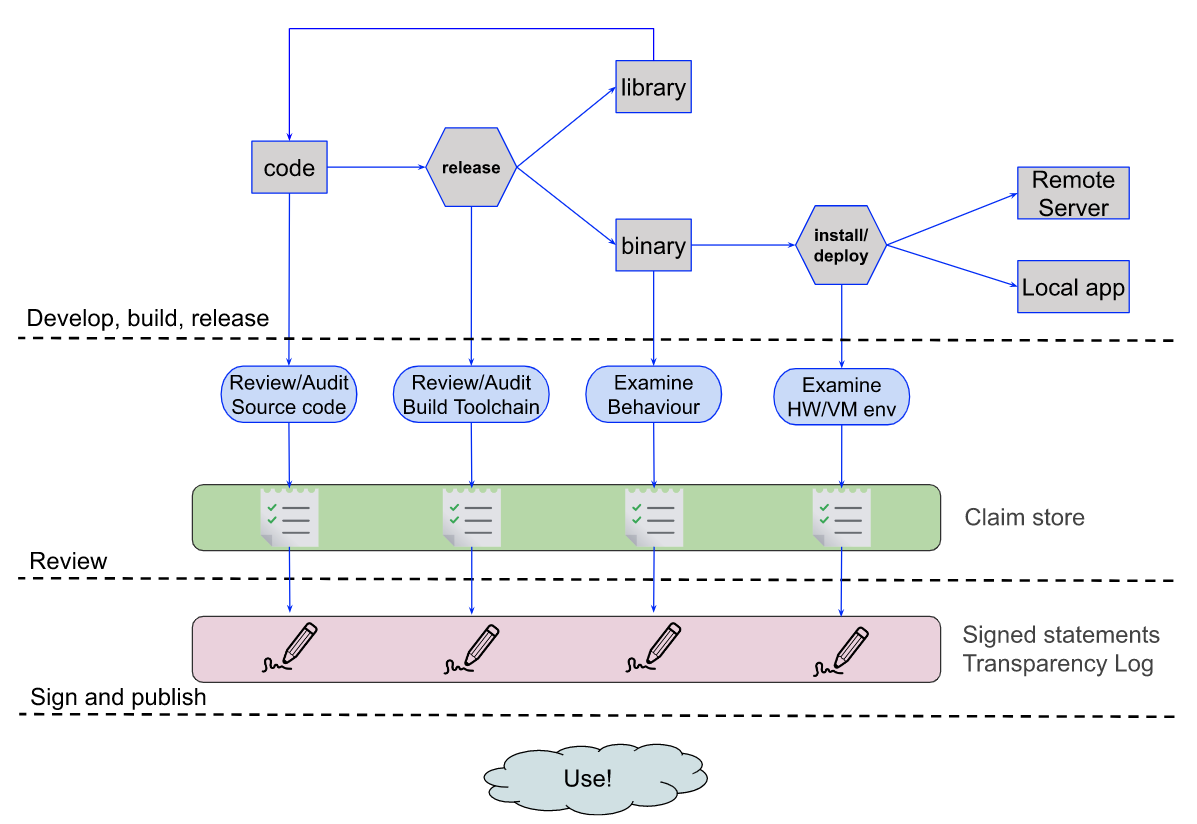 library
code
release
Remote
Server
binary
install/
deploy
Local app
Develop, build, release
Review/Audit
Source code
Review/Audit
Build Toolchain
Examine
Behaviour
Examine
HW/VM env
Claim store
Review
Signed statements
Transparency Log
Sign and publish
Use!